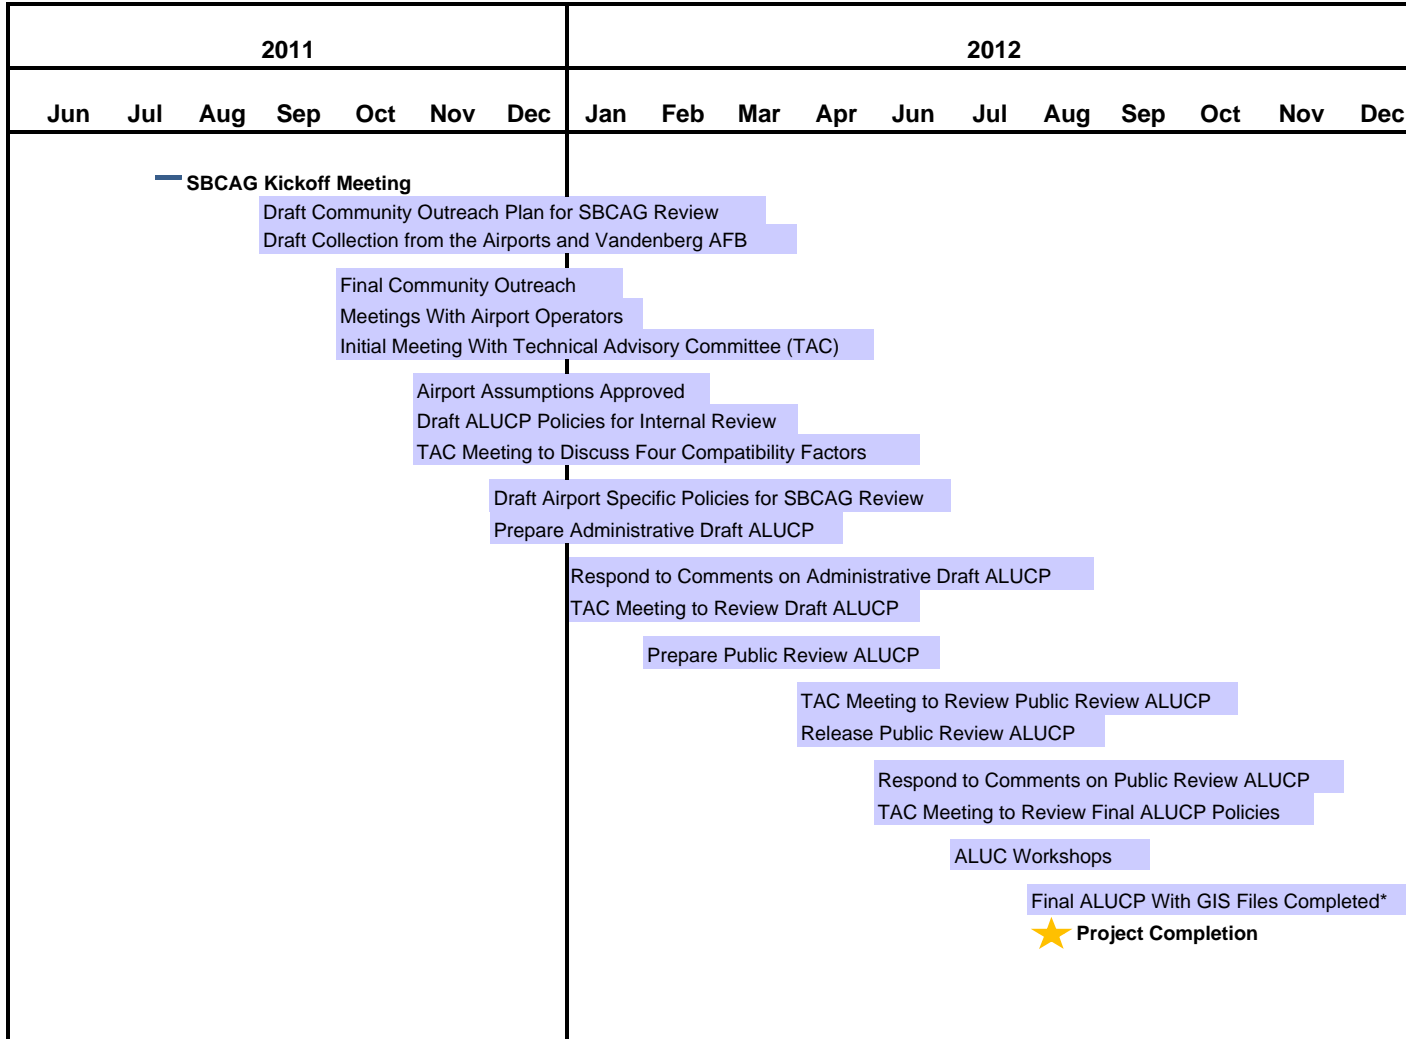 2011 2012
Jun Jul Aug Sep Oct Nov Dec Jan Feb Mar Apr Jun Jul Aug Sep Oct Nov Dec
SBCAG Kickoff Meeting
Draft Community Outreach Plan for SBCAG Review
Draft Collection from the Airports and Vandenberg AFB
Final Community Outreach
Meetings With Airport Operators
Initial Meeting With Technical Advisory Committee (TAC)
Airport Assumptions Approved
Draft ALUCP Policies for Internal Review
TAC Meeting to Discuss Four Compatibility Factors
Draft Airport Specific Policies for SBCAG Review
Prepare Administrative Draft ALUCP
Respond to Comments on Administrative Draft ALUCP
TAC Meeting to Review Draft ALUCP
Prepare Public Review ALUCP
TAC Meeting to Review Public Review ALUCP
Release Public Review ALUCP
Respond to Comments on Public Review ALUCP
TAC Meeting to Review Final ALUCP Policies
ALUC Workshops
Final ALUCP With GIS Files Completed*
Project Completion